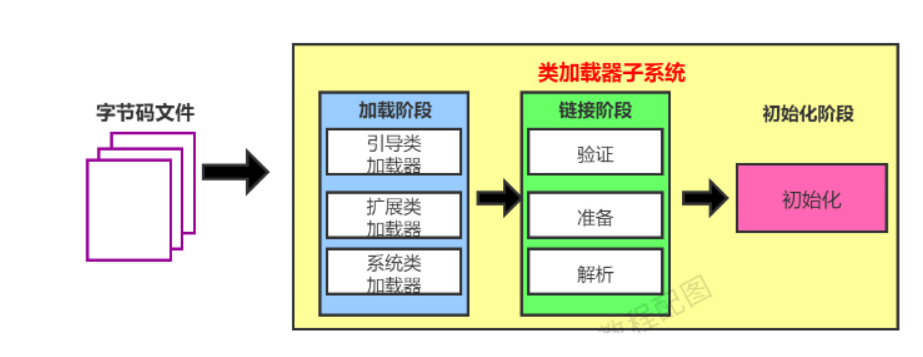 类加载器子系统
字节码文件
加载阶段
引导类
加载器
扩展类
加载器
系统类
加载器
链接阶段
验证
准备
解析
初始化阶段
初始化
教程配图